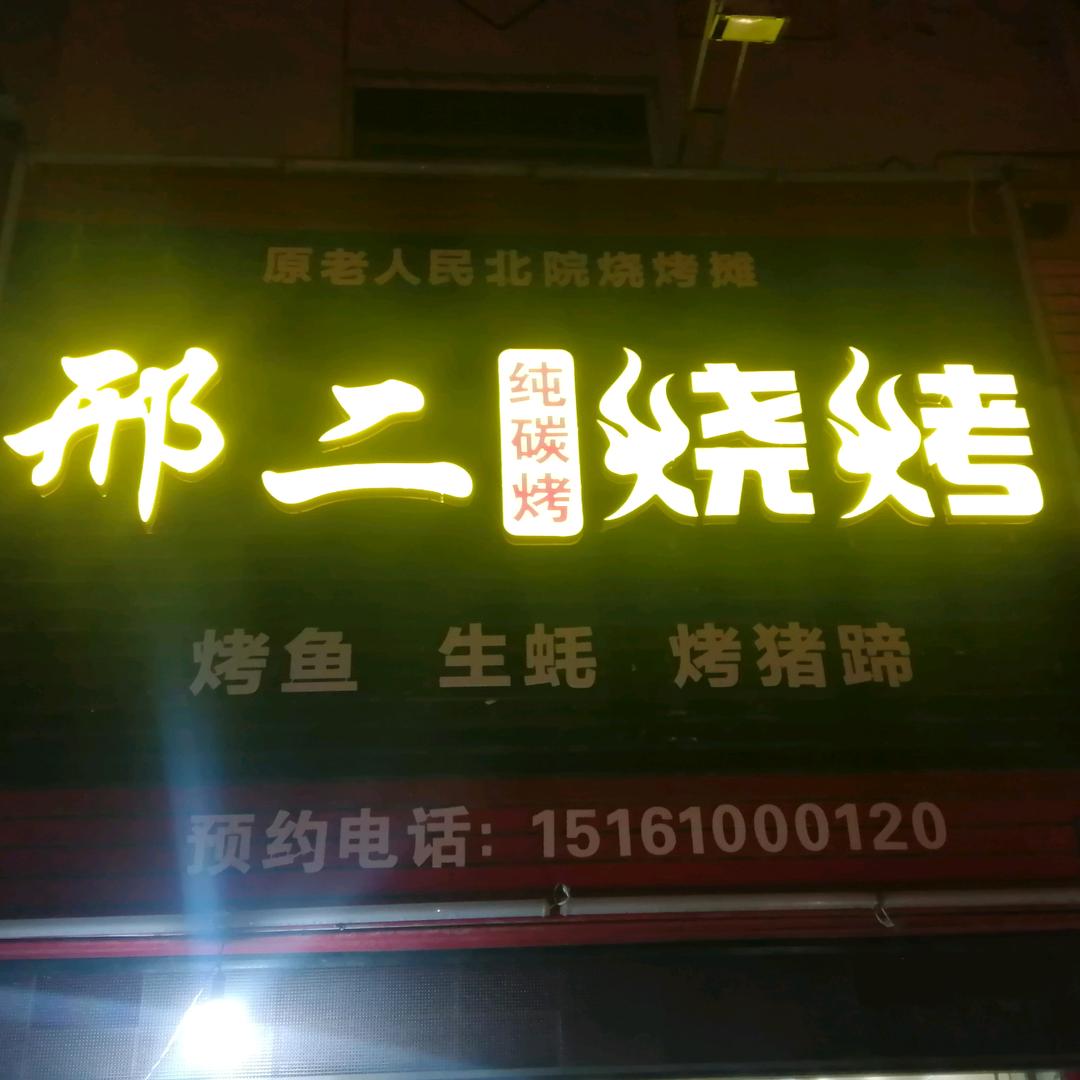 原老人民北院烧烤摊
邢二 纯碳烤 烧烤
烤鱼 生蚝 烤猪蹄
预约电话: 15161000120